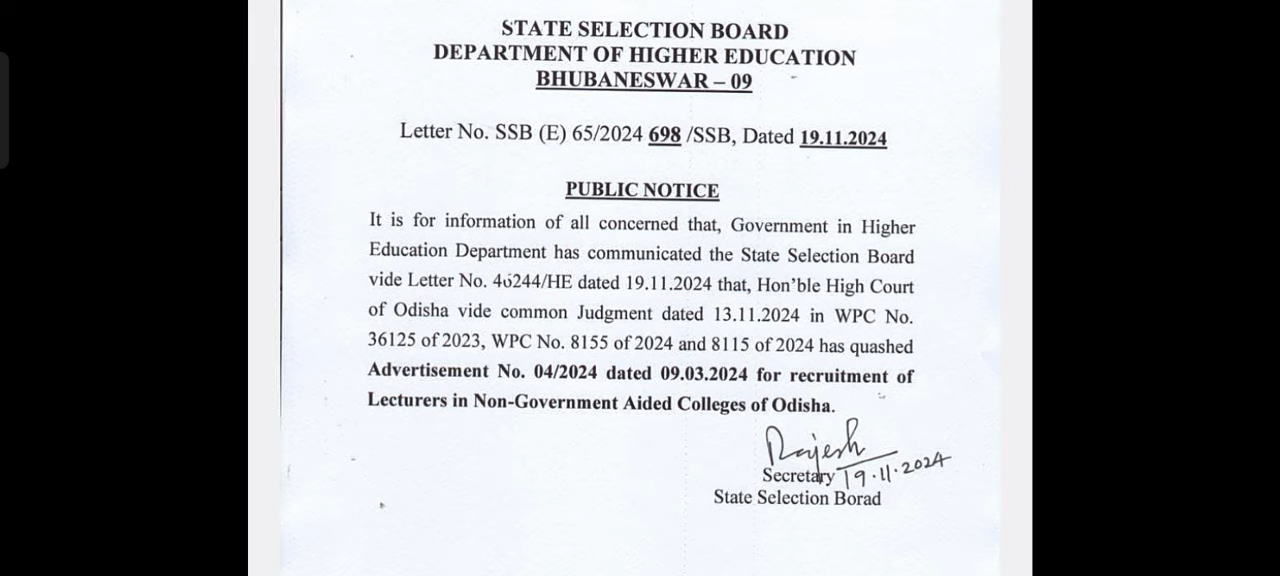 STATE SELECTION BOARD
DEPARTMENT OF HIGHER EDUCATION
BHUBANESWAR – 09
Letter No. SSB (E) 65/2024 698 /SSB, Dated 19.11.2024
PUBLIC NOTICE
It is for information of all concerned that, Government in Higher
Education Department has communicated the State Selection Board
vide Letter No. 46244/HE dated 19.11.2024 that, Hon'ble High Court
of Odisha vide common Judgment dated 13.11.2024 in WPC No.
36125 of 2023, WPC No. 8155 of 2024 and 8115 of 2024 has quashed
Advertisement No. 04/2024 dated 09.03.2024 for recruitment of
Lecturers in Non-Government Aided Colleges of Odisha.
Rajesh
Secretary 19.11.2024
State Selection Borad